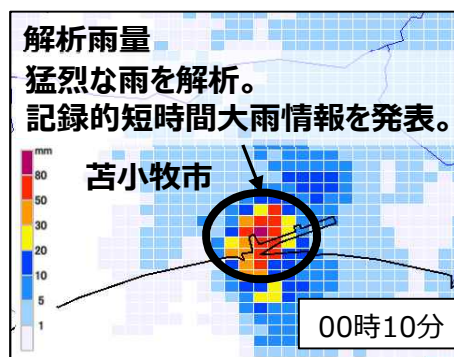 解析雨量
猛烈な雨を解析。
記録的短時間大雨情報を発表。
mm
80
50
30
20
10
5
1
苫小牧市
00時10分